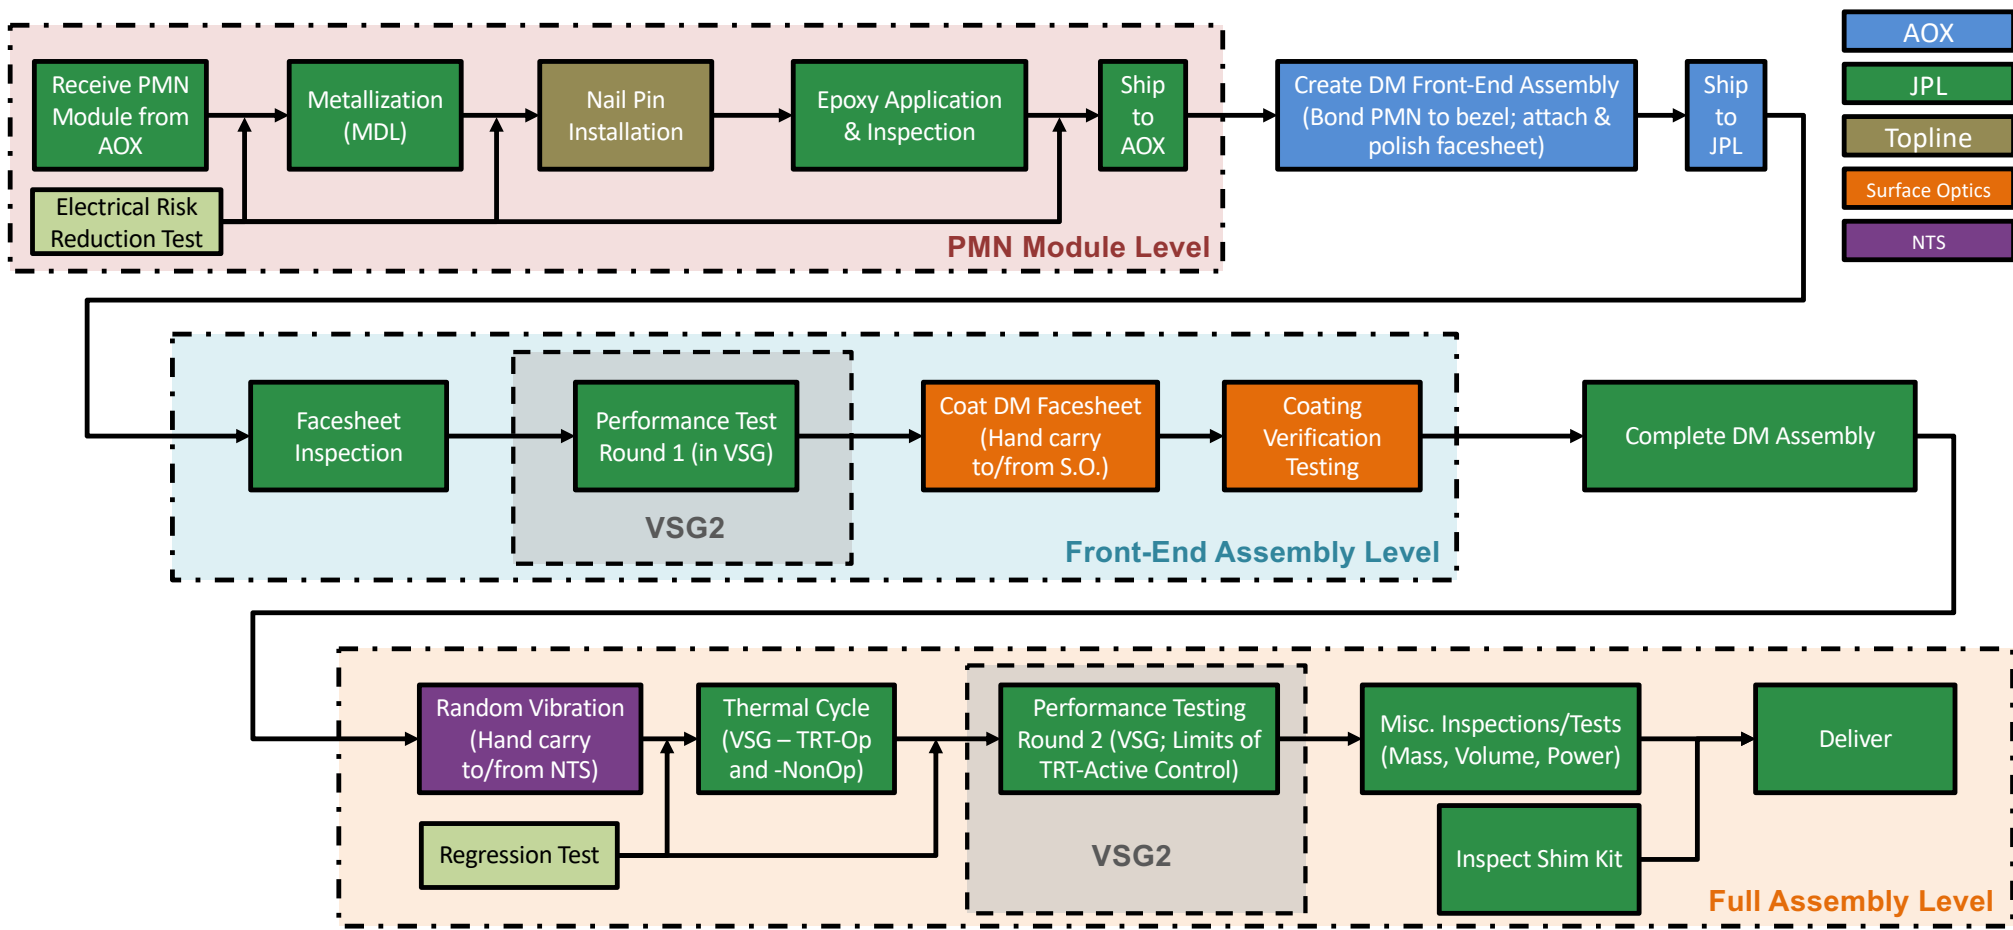 Receive PMN
Module from
AOX
Metallization
(MDL)
Nail Pin
Installation
Epoxy Application
& Inspection
Ship
to
AOX
Create DM Front-End Assembly
(Bond PMN to bezel; attach &
polish facesheet)
Ship
to
JPL
AOX
JPL
Topline
Surface Optics
NTS
Electrical Risk
Reduction Test
PMN Module Level
Facesheet
Inspection
Performance Test
Round 1 (in VSG)
VSG2
Coat DM Facesheet
(Hand carry
to/from S.O.)
Coating
Verification
Testing
Front-End Assembly Level
Complete DM Assembly
Random Vibration
(Hand carry
to/from NTS)
Thermal Cycle
(VSG – TRT-Op
and -NonOp)
Performance Testing
Round 2 (VSG; Limits of
TRT-Active Control)
Misc. Inspections/Tests
(Mass, Volume, Power)
Deliver
Regression Test
VSG2
Inspect Shim Kit
Full Assembly Level